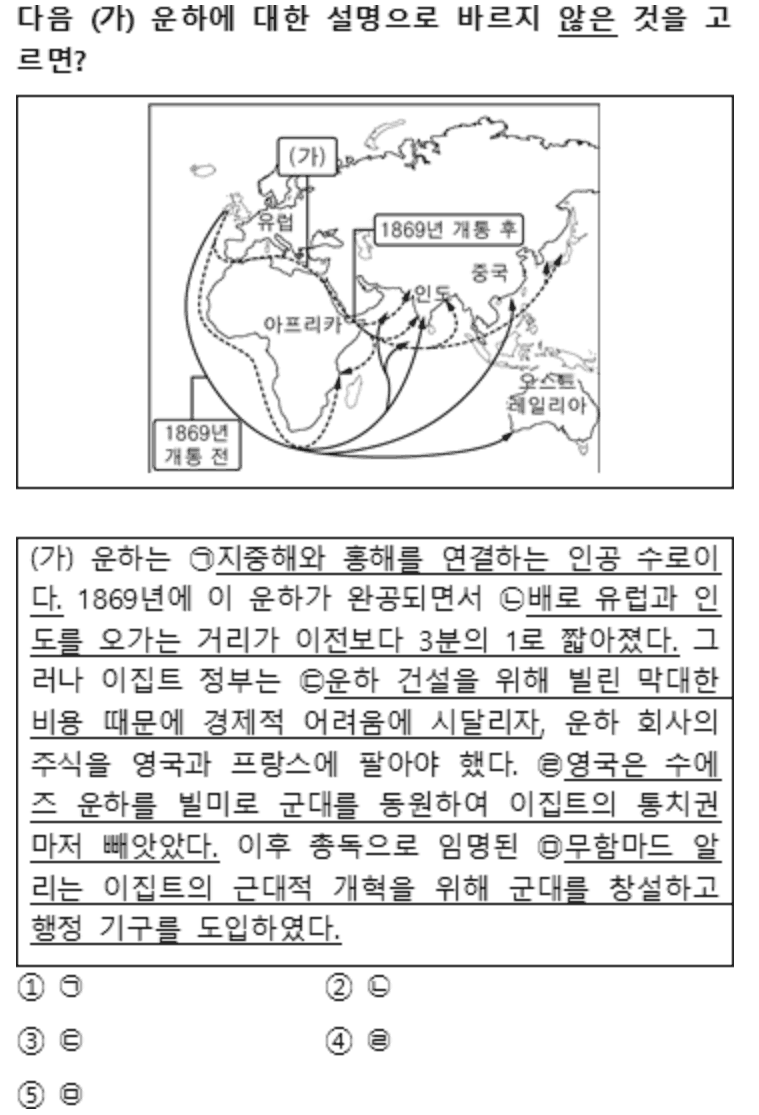 다음 (가) 운하에 대한 설명으로 바르지 않은 것을 고
르면?
(가)
유럽
1869년 개통 후
중국
인도
아프리카
오스트
레일리아
1869년
개통 전
(가) 운하는 ㉠지중해와 홍해를 연결하는 인공 수로이
다. 1869년에 이 운하가 완공되면서 ㉡배로 유럽과 인
도를 오가는 거리가 이전보다 3분의 1로 짧아졌다. 그
러나 이집트 정부는 ㉢운하 건설을 위해 빌린 막대한
비용 때문에 경제적 어려움에 시달리자, 운하 회사의
주식을 영국과 프랑스에 팔아야 했다. ㉣영국은 수에
즈 운하를 빌미로 군대를 동원하여 이집트의 통치권
마저 빼앗았다. 이후 총독으로 임명된 ㉤무함마드 알
리는 이집트의 근대적 개혁을 위해 군대를 창설하고
행정 기구를 도입하였다.
① ㉠ ② ㉡
③ ㉢ ④ ㉣
⑤ ㉤